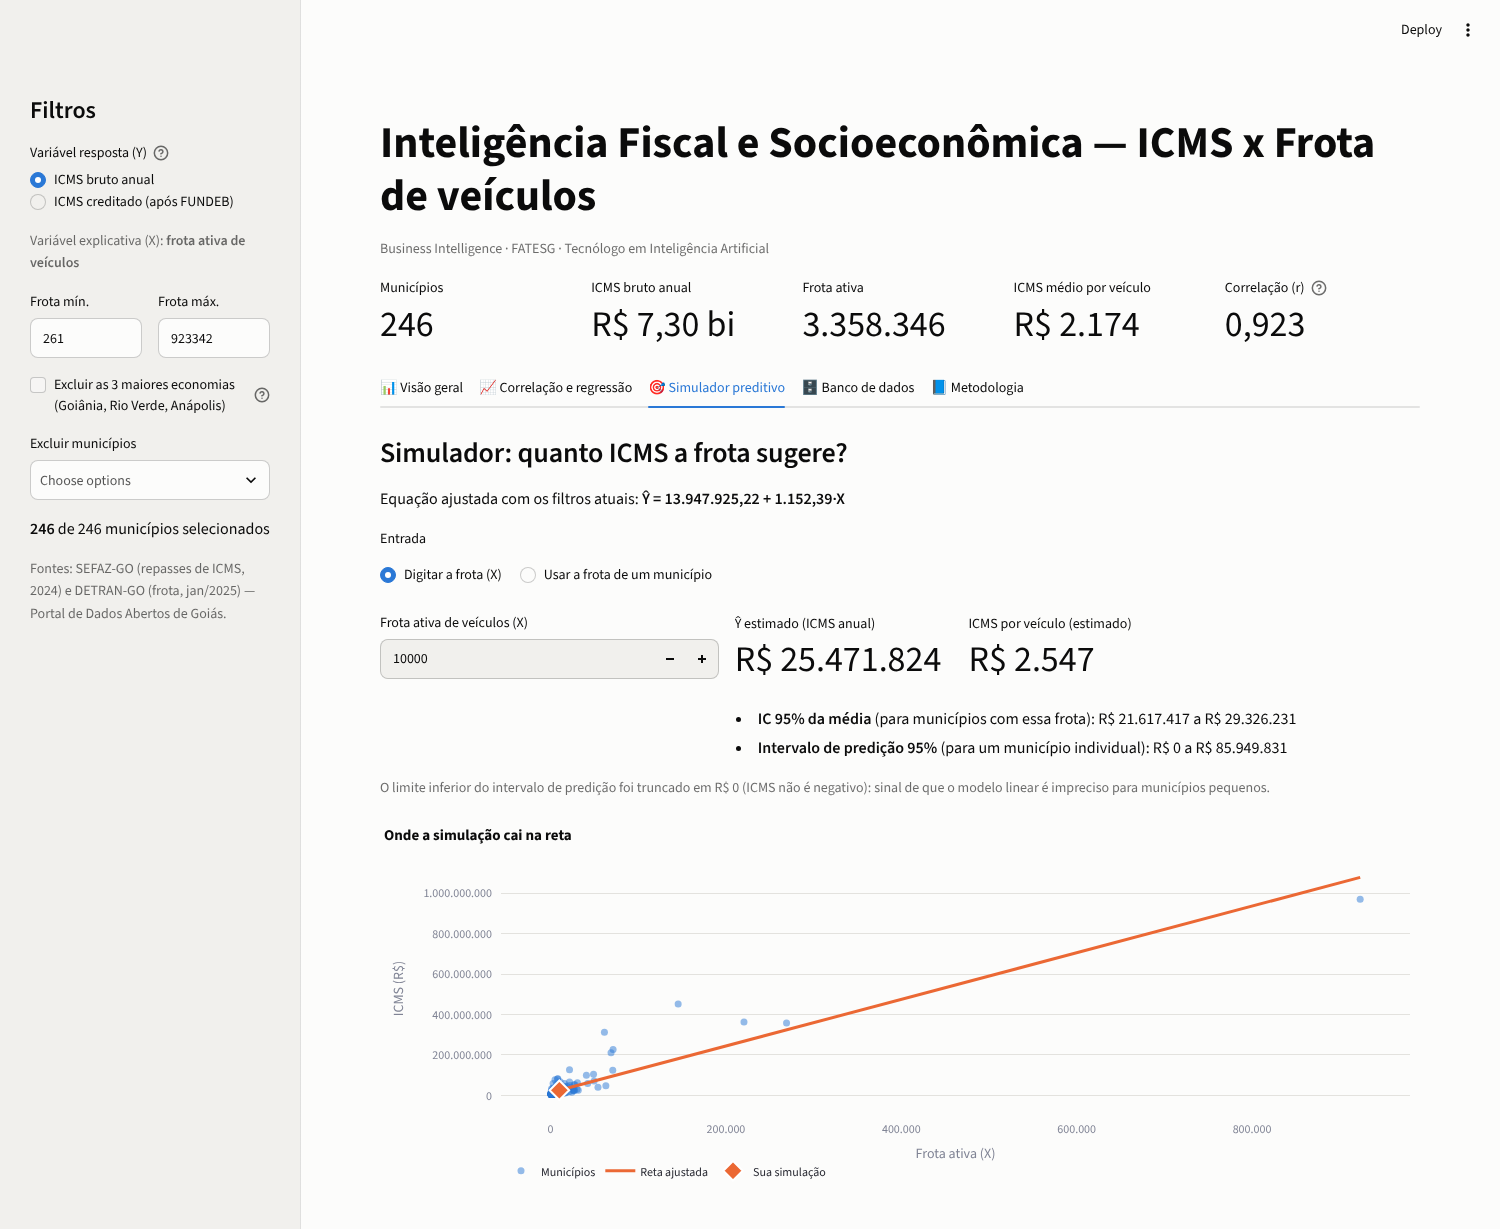 Deploy
Filtros
Variável resposta (Y)
ICMS bruto anual
ICMS creditado (após FUNDEB)
Variável explicativa (X): frota ativa de
veículos
Frota mín.
Frota máx.
261
923342
Excluir as 3 maiores economias
(Goiânia, Rio Verde, Anápolis)
Excluir municípios
Choose options
246 de 246 municípios selecionados
Fontes: SEFAZ-GO (repasses de ICMS,
2024) e DETRAN-GO (frota, jan/2025) —
Portal de Dados Abertos de Goiás.
Inteligência Fiscal e Socioeconômica — ICMS x Frota
de veículos
Business Intelligence · FATESG · Tecnólogo em Inteligência Artificial
Municípios
246
ICMS bruto anual
R$ 7,30 bi
Frota ativa
3.358.346
ICMS médio por veículo
R$ 2.174
Correlação (r)
0,923
📊 Visão geral
📈 Correlação e regressão
🎯 Simulador preditivo
🗄️ Banco de dados
📘 Metodologia
Simulador: quanto ICMS a frota sugere?
Equação ajustada com os filtros atuais: Ŷ = 13.947.925,22 + 1.152,39·X
Entrada
Digitar a frota (X)
Usar a frota de um município
Frota ativa de veículos (X)
10000
− +
Ŷ estimado (ICMS anual)
R$ 25.471.824
ICMS por veículo (estimado)
R$ 2.547
• IC 95% da média (para municípios com essa frota): R$ 21.617.417 a R$ 29.326.231
• Intervalo de predição 95% (para um município individual): R$ 0 a R$ 85.949.831
O limite inferior do intervalo de predição foi truncado em R$ 0 (ICMS não é negativo): sinal de que o modelo linear é impreciso para municípios pequenos.
Onde a simulação cai na reta
ICMS (R$)
1.000.000.000
800.000.000
600.000.000
400.000.000
200.000.000
0
0
200.000
400.000
600.000
800.000
Frota ativa (X)
Municípios
Reta ajustada
Sua simulação